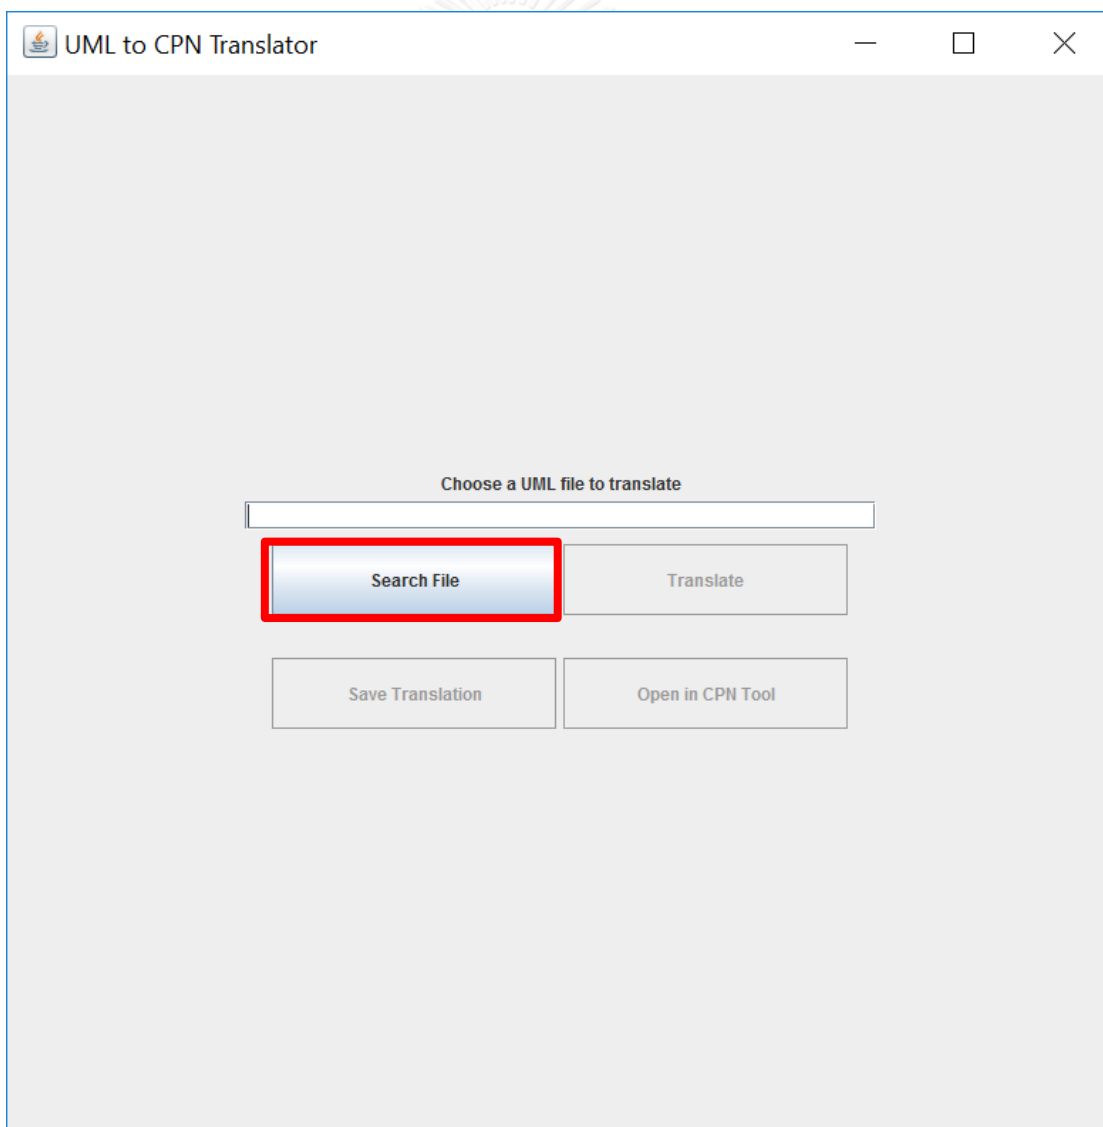 UML to CPN Translator
Choose a UML file to translate
Search File
Translate
Save Translation
Open in CPN Tool